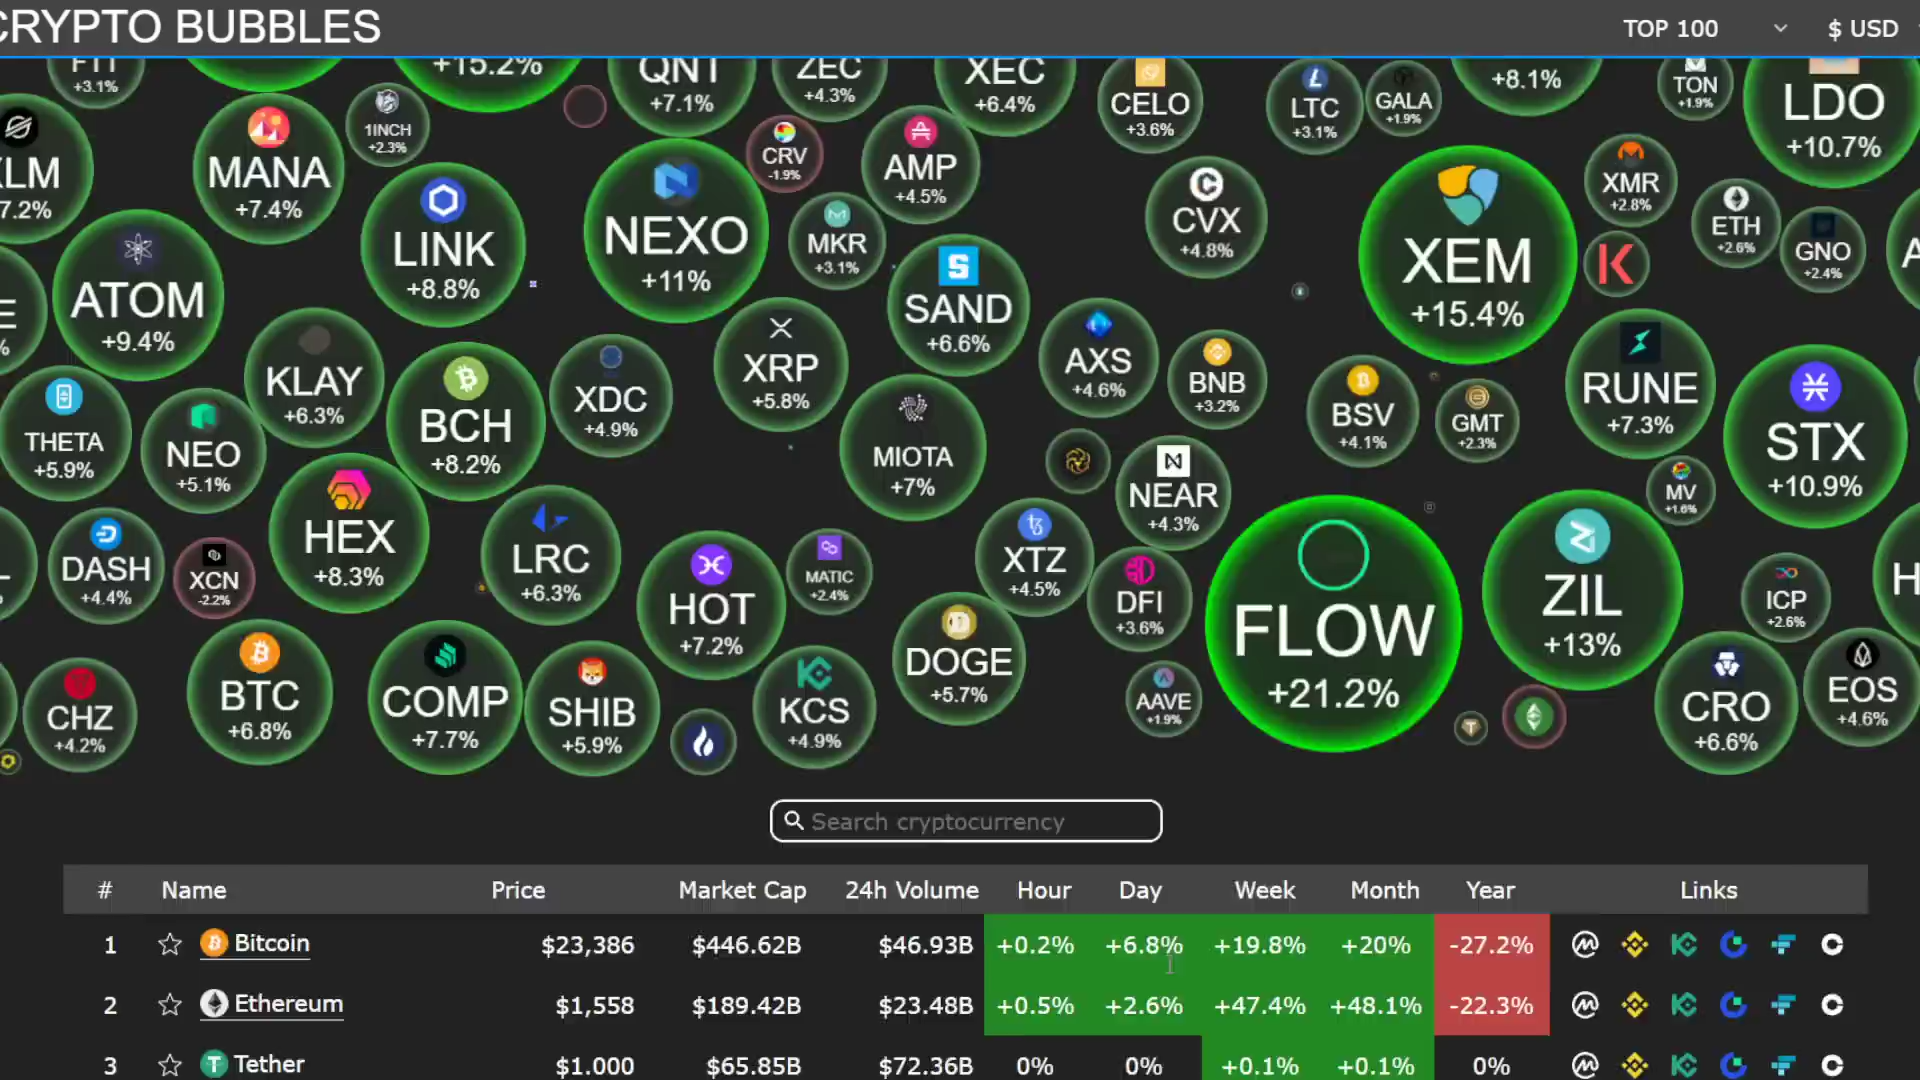 CRYPTO BUBBLES
TOP 100
$ USD
FTT
+3.1%
+15.2%
QNT
+7.1%
ZEC
+4.3%
XEC
+6.4%
CELO
+3.6%
LTC
+3.1%
GALA
+1.9%
+8.1%
TON
+1.9%
LDO
+10.7%
XLM
7.2%
MANA
+7.4%
1INCH
+2.3%
LINK
+8.8%
NEXO
+11%
CRV
-1.9%
AMP
+4.5%
MKR
+3.1%
CVX
+4.8%
XEM
+15.4%
XMR
+2.8%
ETH
+2.6%
GNO
+2.4%
ATOM
+9.4%
SAND
+6.6%
KLAY
+6.3%
BCH
+8.2%
XDC
+4.9%
XRP
+5.8%
AXS
+4.6%
BNB
+3.2%
BSV
+4.1%
GMT
+2.3%
RUNE
+7.3%
STX
+10.9%
THETA
+5.9%
NEO
+5.1%
MIOTA
+7%
NEAR
+4.3%
MV
+1.6%
HEX
+8.3%
LRC
+6.3%
DASH
+4.4%
XCN
-2.2%
HOT
+7.2%
MATIC
+2.4%
XTZ
+4.5%
DFI
+3.6%
FLOW
+21.2%
ZIL
+13%
ICP
+2.6%
CHZ
+4.2%
BTC
+6.8%
COMP
+7.7%
SHIB
+5.9%
KCS
+4.9%
DOGE
+5.7%
AAVE
+1.9%
CRO
+6.6%
EOS
+4.6%
Search cryptocurrency
# Name Price Market Cap 24h Volume Hour Day Week Month Year Links
1 Bitcoin $23,386 $446.62B $46.93B +0.2% +6.8% +19.8% +20% -27.2%
2 Ethereum $1,558 $189.42B $23.48B +0.5% +2.6% +47.4% +48.1% -22.3%
3 Tether $1.000 $65.85B $72.36B 0% 0% +0.1% +0.1% 0%